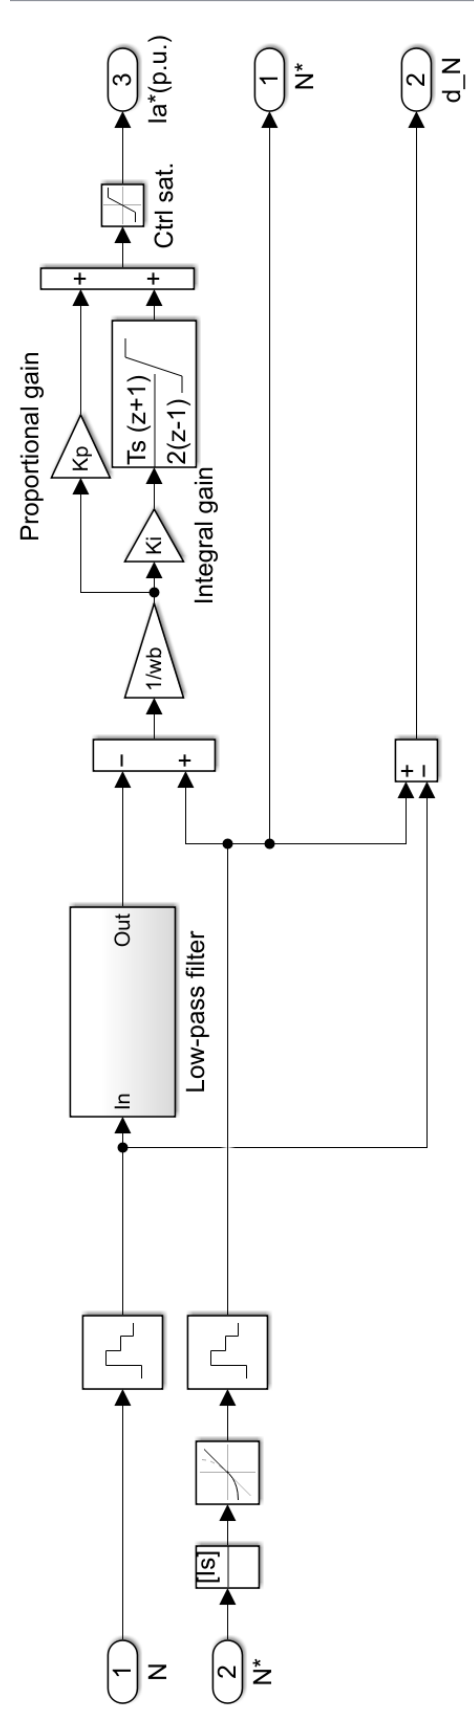 1
N
2
N*
[Is]
In
Out
Low-pass filter
−
+
+
−
1/wb
Ki
Integral gain
Kp
Proportional gain
Ts (z+1)
2(z-1)
+
+
Ctrl sat.
3
Ia*(p.u.)
1
N*
2
d_N